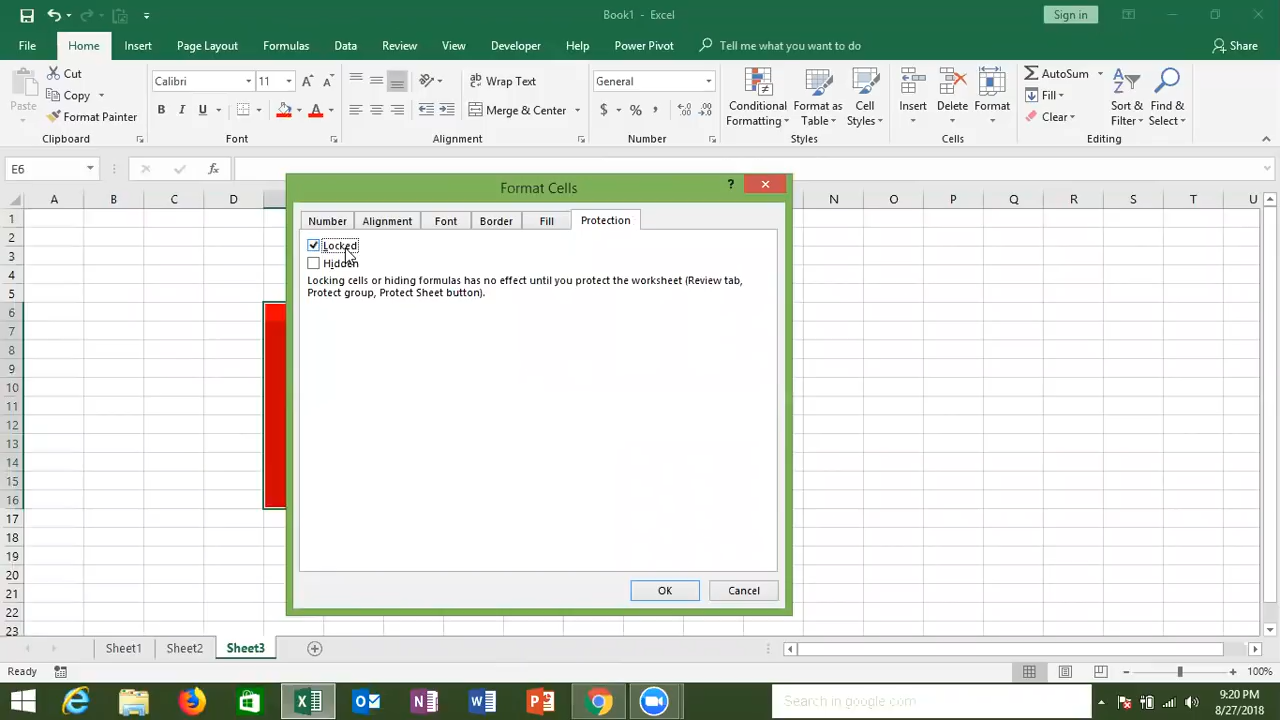 Book1 - Excel
Sign in
File Home Insert Page Layout Formulas Data Review View Developer Help Power Pivot Tell me what you want to do Share
Paste
Cut
Copy
Format Painter
Clipboard
Calibri 11
B I U
Font
Wrap Text
Merge & Center
Alignment
General
$ % ,
Number
Conditional Formatting
Format as Table
Cell Styles
Styles
Insert Delete Format
Cells
AutoSum
Fill
Clear
Sort & Filter
Find & Select
Editing
E6
fx
A B C D N O P Q R S T U
1
2
3
4
5
6
7
8
9
10
11
12
13
14
15
16
17
18
19
20
21
22
23
Format Cells
?
Number Alignment Font Border Fill Protection
Locked
Hidden
Locking cells or hiding formulas has no effect until you protect the worksheet (Review tab,
Protect group, Protect Sheet button).
OK Cancel
Sheet1 Sheet2 Sheet3
Ready
100%
Search in google.com
9:20 PM
8/27/2018